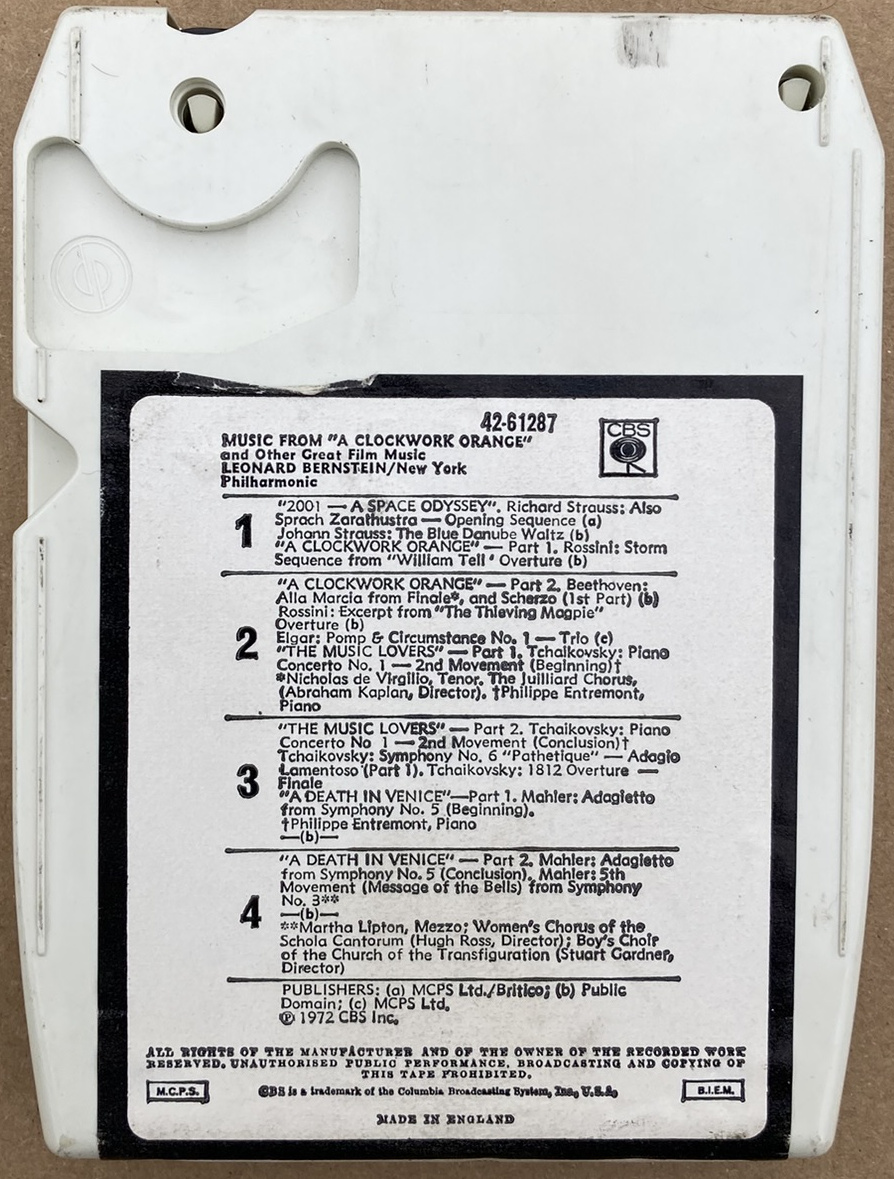 42-61287
CBS
MUSIC FROM "A CLOCKWORK ORANGE"
and Other Great Film Music
LEONARD BERNSTEIN/New York
Philharmonic
1
"2001 — A SPACE ODYSSEY". Richard Strauss: Also
Sprach Zarathustra — Opening Sequence (a)
Johann Strauss: The Blue Danube Waltz (b)
"A CLOCKWORK ORANGE" — Part 1. Rossini: Storm
Sequence from "William Tell' Overture (b)
2
"A CLOCKWORK ORANGE" — Part 2. Beethoven:
Alla Marcia from Finale*, and Scherzo (1st Part) (b)
Rossini: Excerpt from "The Thieving Magpie"
Overture (b)
Elgar: Pomp & Circumstance No. 1 — Trio (c)
"THE MUSIC LOVERS" — Part 1. Tchaikovsky: Piano
Concerto No. 1 — 2nd Movement (Beginning)†
*Nicholas de Virgilio, Tenor. The Juilliard Chorus,
(Abraham Kaplan, Director). †Philippe Entremont,
Piano
3
"THE MUSIC LOVERS" — Part 2. Tchaikovsky: Piano
Concerto No 1 — 2nd Movement (Conclusion)†
Tchaikovsky: Symphony No. 6 "Pathetique" — Adagio
Lamentoso (Part 1). Tchaikovsky: 1812 Overture —
Finale
"A DEATH IN VENICE"—Part 1. Mahler: Adagietto
from Symphony No. 5 (Beginning).
†Philippe Entremont, Piano
—(b)—
4
"A DEATH IN VENICE" — Part 2. Mahler: Adagietto
from Symphony No. 5 (Conclusion). Mahler: 5th
Movement (Message of the Bells) from Symphony
No. 3**
—(b)—
**Martha Lipton, Mezzo; Women's Chorus of the
Schola Cantorum (Hugh Ross, Director); Boy's Choir
of the Church of the Transfiguration (Stuart Gardner,
Director)
PUBLISHERS: (a) MCPS Ltd./Britico; (b) Public
Domain; (c) MCPS Ltd.
℗ 1972 CBS Inc.
ALL RIGHTS OF THE MANUFACTURER AND OF THE OWNER OF THE RECORDED WORK
RESERVED. UNAUTHORISED PUBLIC PERFORMANCE, BROADCASTING AND COPYING OF
THIS TAPE PROHIBITED.
M.C.P.S.
CBS is a trademark of the Columbia Broadcasting System, Inc., U.S.A.
B.I.E.M.
MADE IN ENGLAND